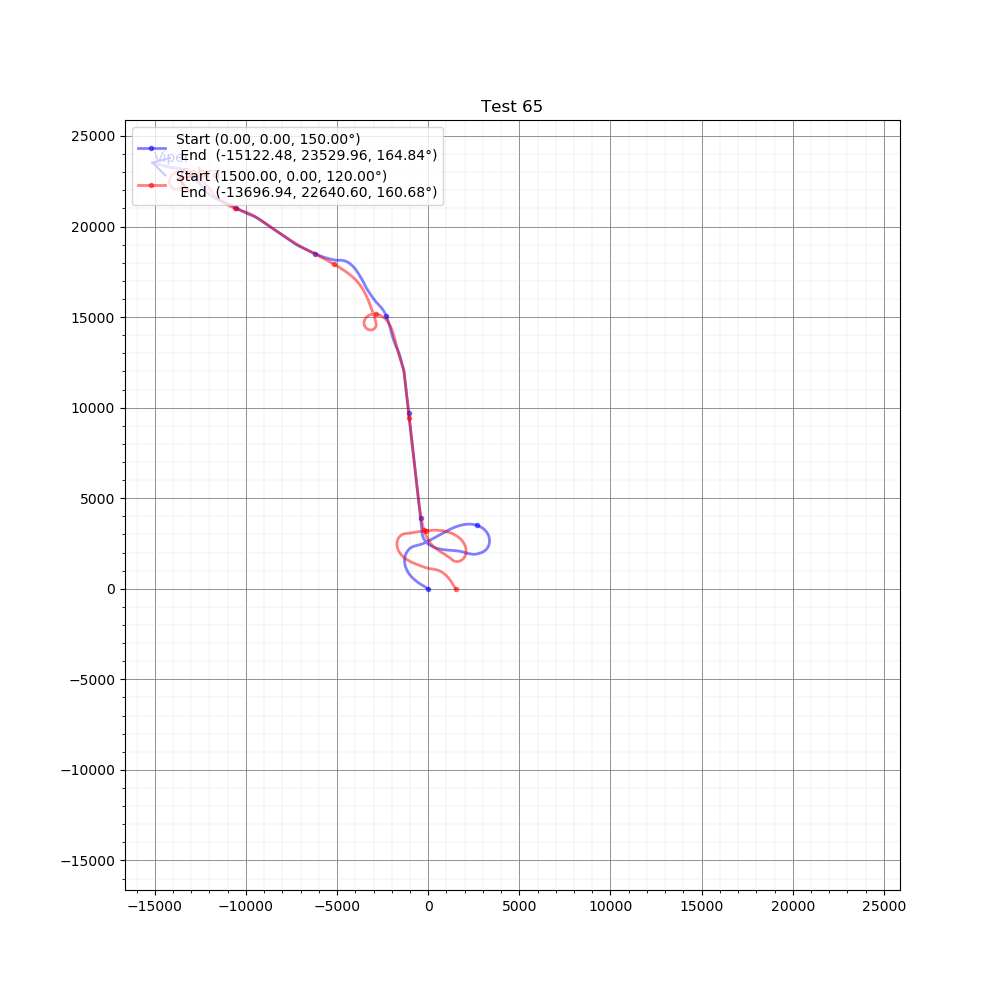 Test 65
Start (0.00, 0.00, 150.00°)
End (-15122.48, 23529.96, 164.84°)
Start (1500.00, 0.00, 120.00°)
End (-13696.94, 22640.60, 160.68°)
25000
20000
15000
10000
5000
0
−5000
−10000
−15000
−15000 −10000 −5000 0 5000 10000 15000 20000 25000